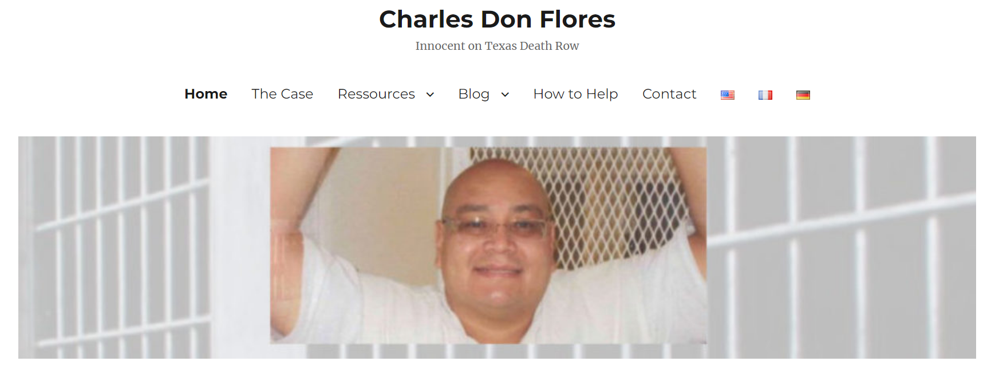 Charles Don Flores
Innocent on Texas Death Row
Home The Case Ressources Blog How to Help Contact